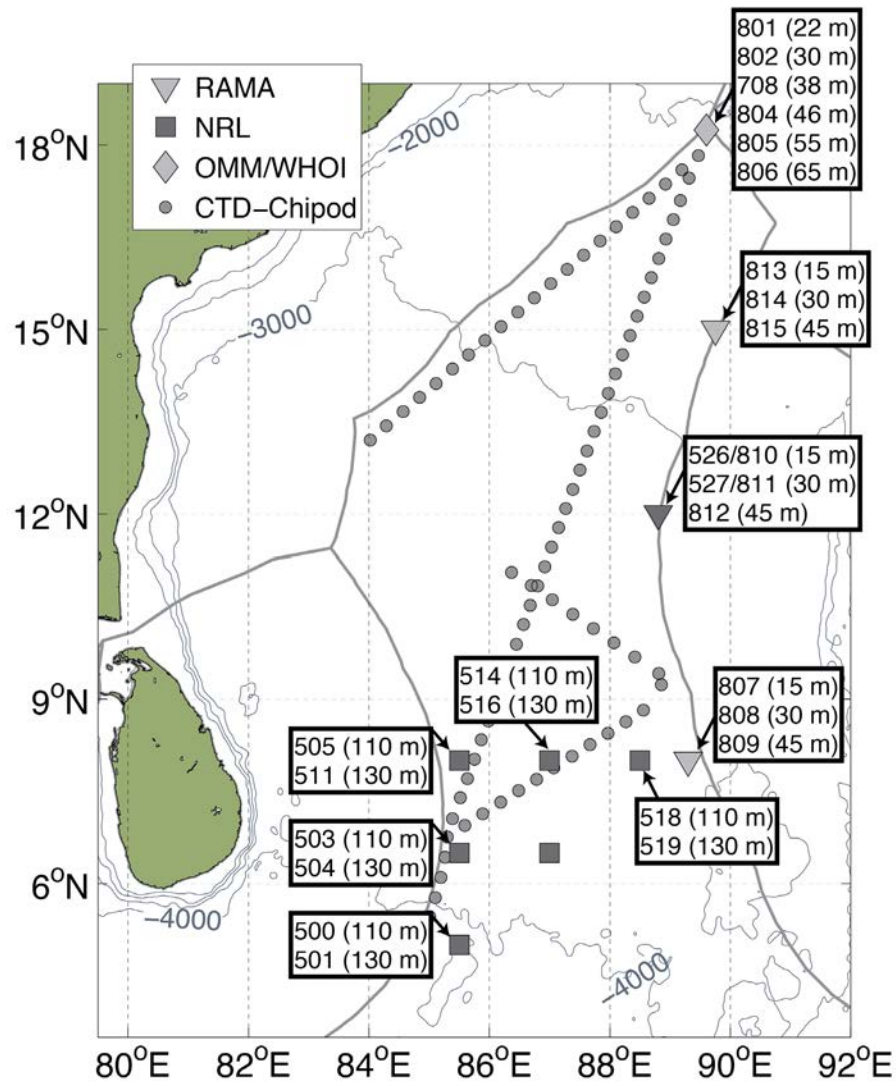 801 (22 m)
802 (30 m)
708 (38 m)
804 (46 m)
805 (55 m)
806 (65 m)
RAMA
NRL
OMM/WHOI
CTD−Chipod
−2000
18°N
813 (15 m)
814 (30 m)
815 (45 m)
−3000
15°N
526/810 (15 m)
527/811 (30 m)
812 (45 m)
12°N
514 (110 m)
516 (130 m)
807 (15 m)
808 (30 m)
809 (45 m)
9°N
505 (110 m)
511 (130 m)
518 (110 m)
519 (130 m)
503 (110 m)
504 (130 m)
6°N
−4000
500 (110 m)
501 (130 m)
−4000
80°E 82°E 84°E 86°E 88°E 90°E 92°E